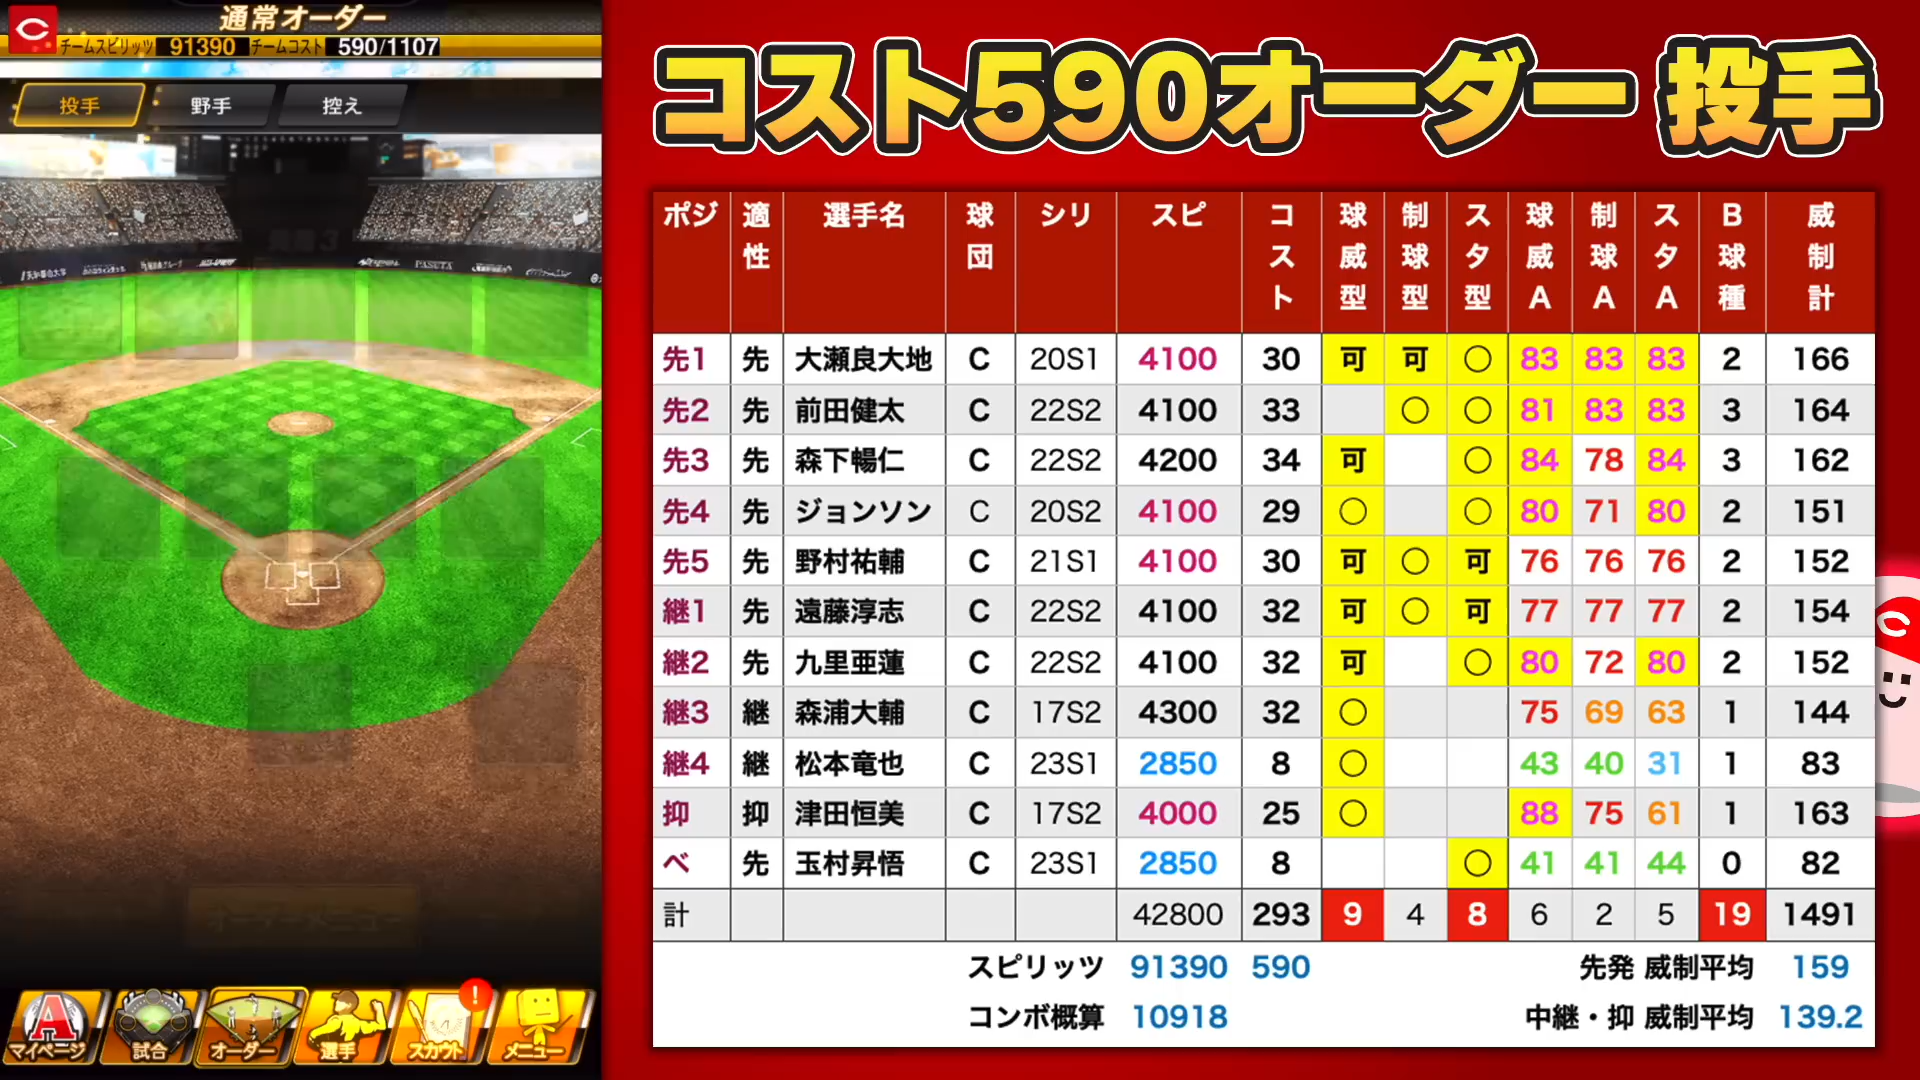 通常オーダー
チームスピリッツ 91390 チームコスト 590/1107
投手 野手 控え
コスト590オーダー 投手
ポジ 適性 選手名 球団 シリ スピ コスト 球威型 制球型 スタ型 球威A 制球A スタA B球種 威制計
先1 先 大瀬良大地 C 20S1 4100 30 可 可 ○ 83 83 83 2 166
先2 先 前田健太 C 22S2 4100 33 ○ ○ 81 83 83 3 164
先3 先 森下暢仁 C 22S2 4200 34 可 ○ 84 78 84 3 162
先4 先 ジョンソン C 20S2 4100 29 ○ ○ 80 71 80 2 151
先5 先 野村祐輔 C 21S1 4100 30 可 ○ 可 76 76 76 2 152
継1 先 遠藤淳志 C 22S2 4100 32 可 ○ 可 77 77 77 2 154
継2 先 九里亜蓮 C 22S2 4100 32 可 ○ 80 72 80 2 152
継3 継 森浦大輔 C 17S2 4300 32 ○ 75 69 63 1 144
継4 継 松本竜也 C 23S1 2850 8 ○ 43 40 31 1 83
抑 抑 津田恒美 C 17S2 4000 25 ○ 88 75 61 1 163
べ 先 玉村昇悟 C 23S1 2850 8 ○ 41 41 44 0 82
計 42800 293 9 4 8 6 2 5 19 1491
スピリッツ 91390 590 先発 威制平均 159
コンボ概算 10918 中継・抑 威制平均 139.2
マイページ 試合 オーダー 選手 スカウト ! メニュー